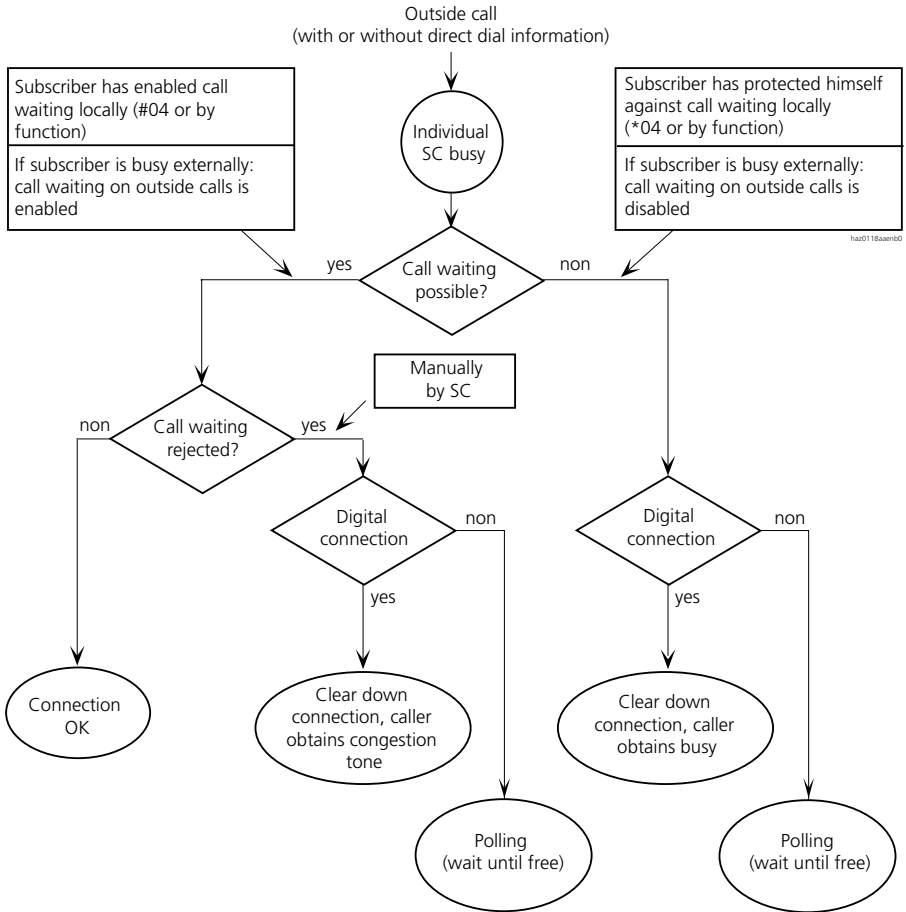 Outside call
(with or without direct dial information)
Subscriber has enabled call
waiting locally (#04 or by
function)
If subscriber is busy externally:
call waiting on outside calls is
enabled
Individual
SC busy
Subscriber has protected himself
against call waiting locally
(*04 or by function)
If subscriber is busy externally:
call waiting on outside calls is
disabled
haz0118aaenb0
yes
Call waiting
possible?
non
Manually
by SC
non
Call waiting
rejected?
yes
Digital
connection
non
yes
Digital
connection
non
yes
Connection
OK
Clear down
connection, caller
obtains congestion
tone
Clear down
connection, caller
obtains busy
Polling
(wait until free)
Polling
(wait until free)